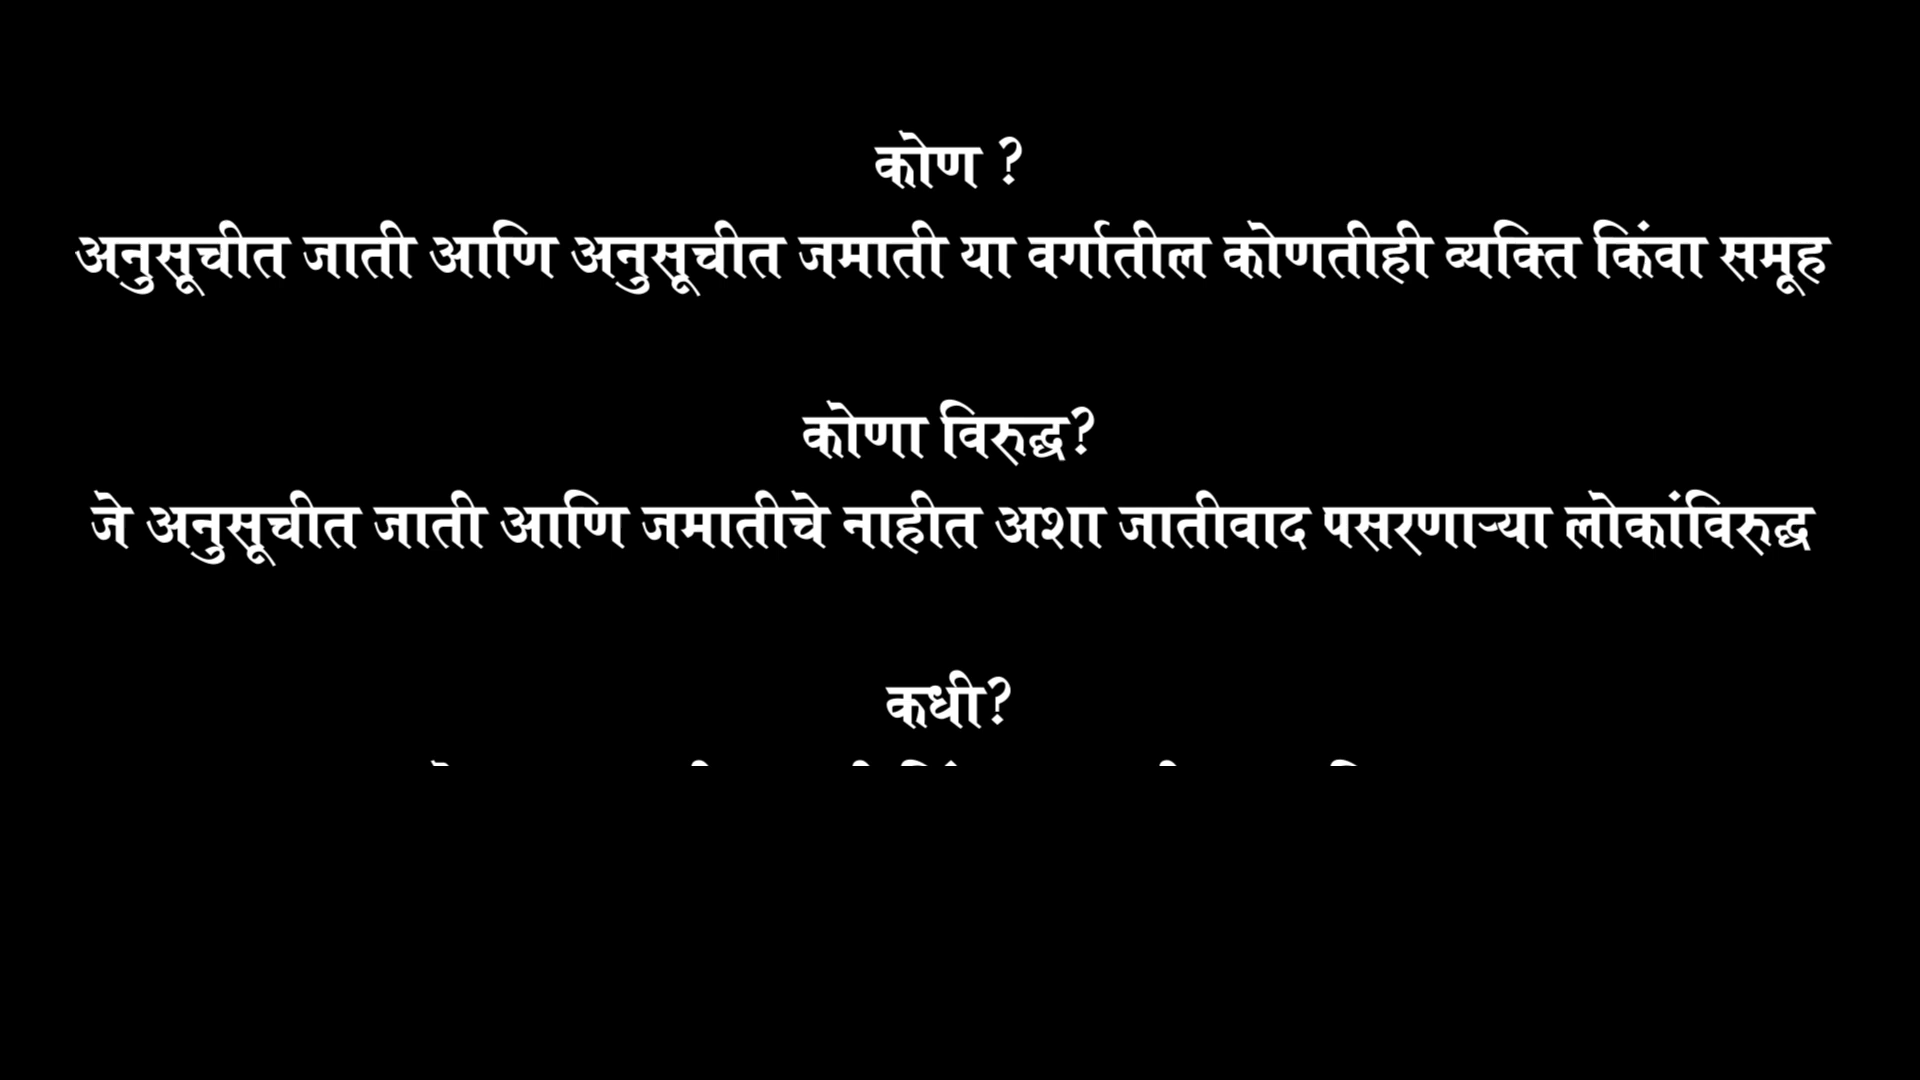 कोण ?
अनुसूचीत जाती आणि अनुसूचीत जमाती या वर्गातील कोणतीही व्यक्ति किंवा समूह
कोणा विरुद्ध?
जे अनुसूचीत जाती आणि जमातीचे नाहीत अशा जातीवाद पसरणाऱ्या लोकांविरुद्ध
कधी?